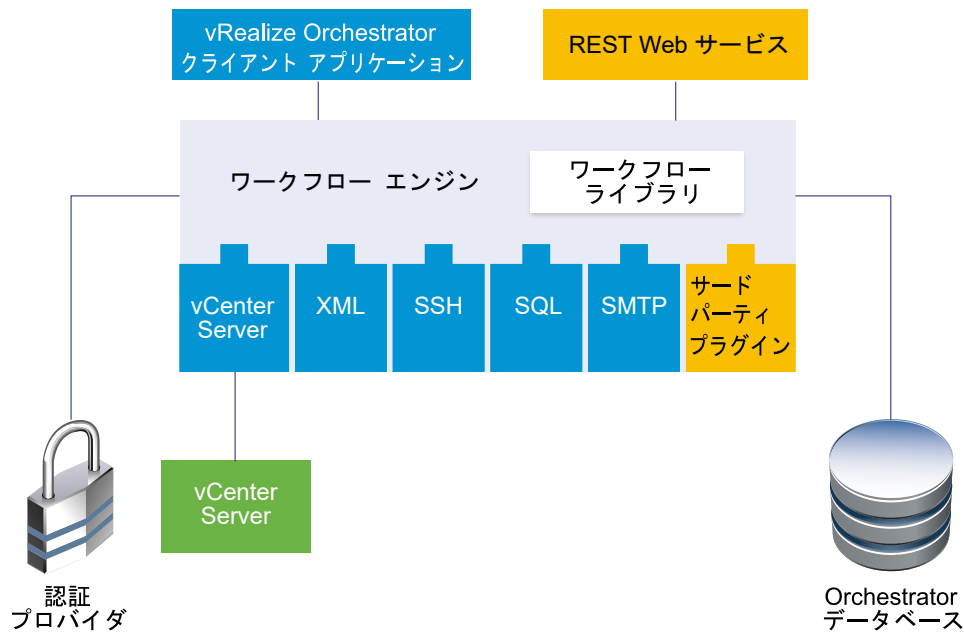 vRealize Orchestrator
クライアント アプリケーション
REST Web サービス
ワークフロー エンジン
ワークフロー
ライブラリ
vCenter
Server
XML
SSH
SQL
SMTP
サード
パーティ
プラグイン
vCenter
Server
認証
プロバイダ
Orchestrator
データベース